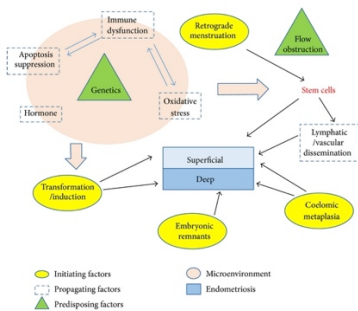 Immune
dysfunction
Retrograde
menstruation
Flow
obstruction
Apoptosis
suppression
Genetics
Hormone
Oxidative
stress
Stem cells
Lymphatic
/vascular
dissemination
Superficial
Deep
Transformation
/induction
Embryonic
remnants
Coelomic
metaplasia
Initiating factors
Propagating factors
Predisposing factors
Microenvironment
Endometriosis